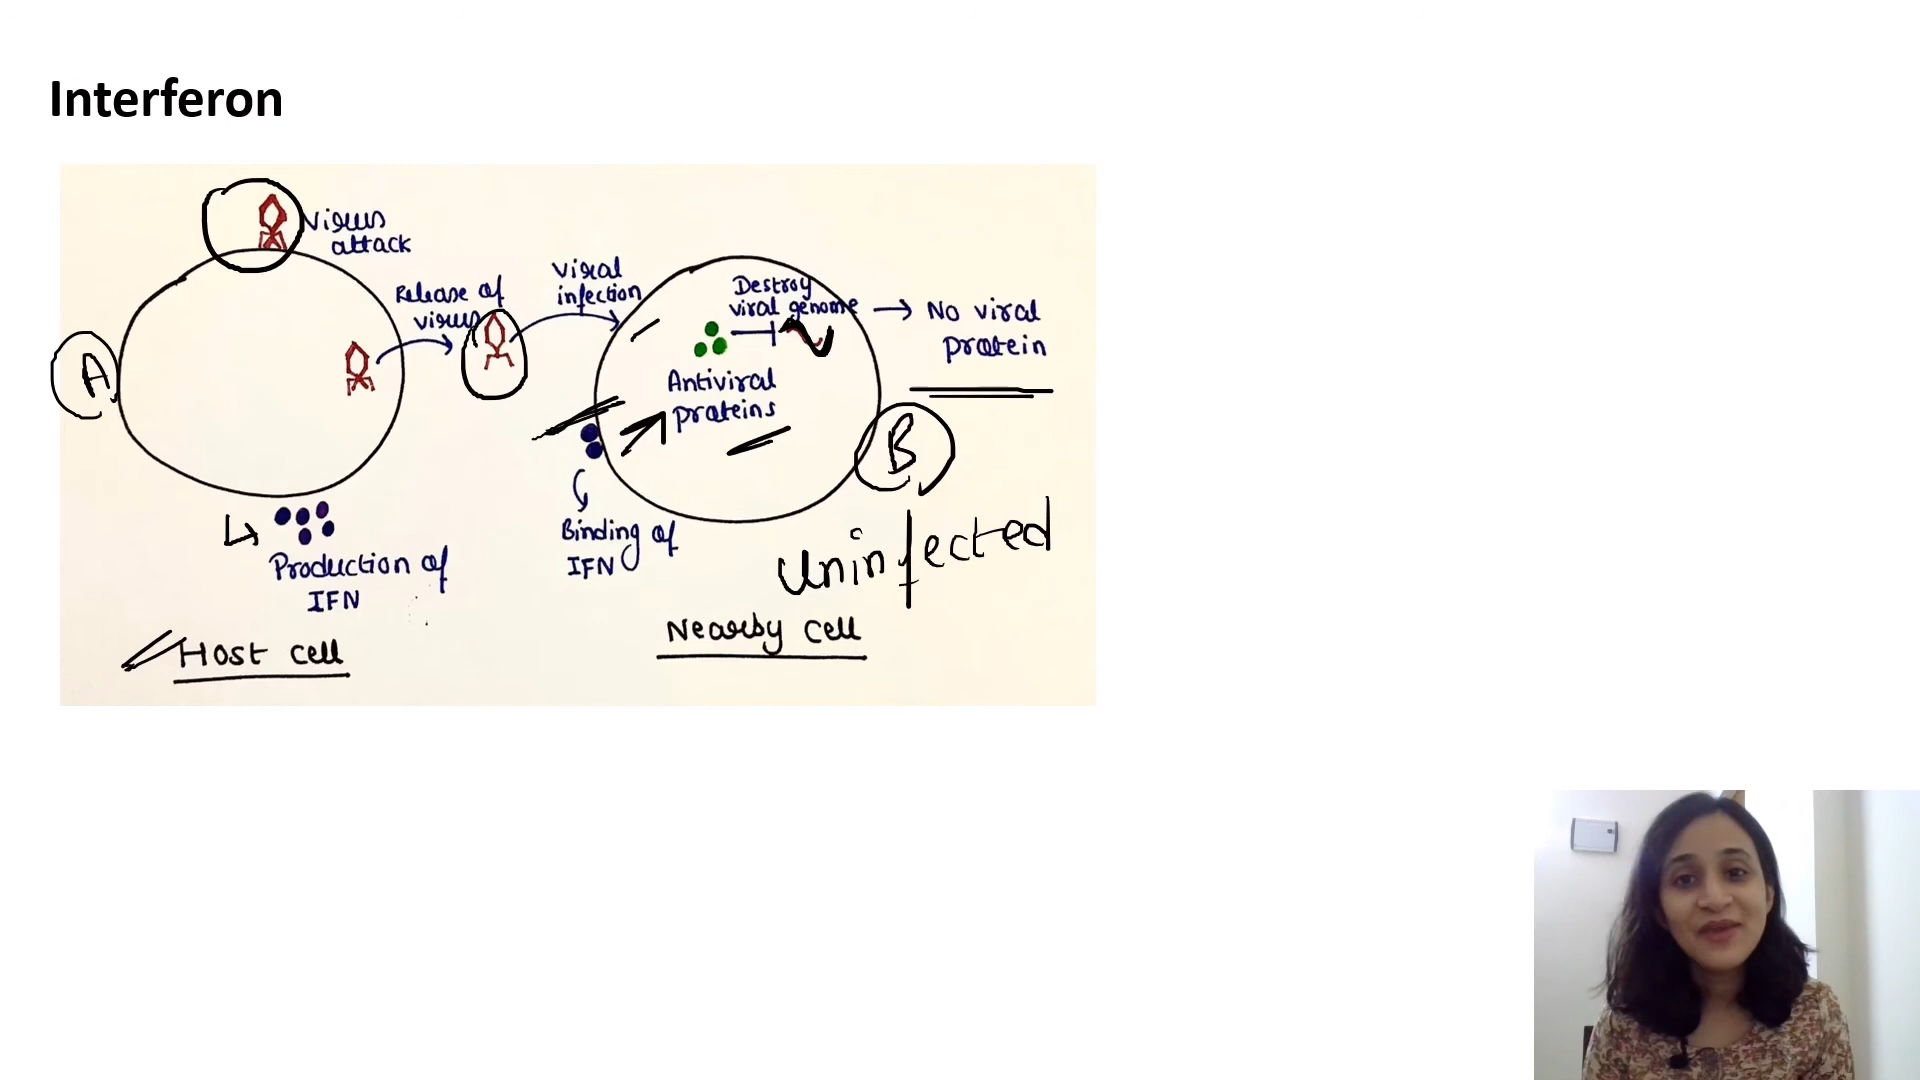 Interferon
Virus
attack
Release of
virus
Viral
infection
Destroy
viral genome
No viral
protein
A
Antiviral
proteins
B
Production of
IFN
Binding of
IFN
Uninfected
Host cell
Nearby cell